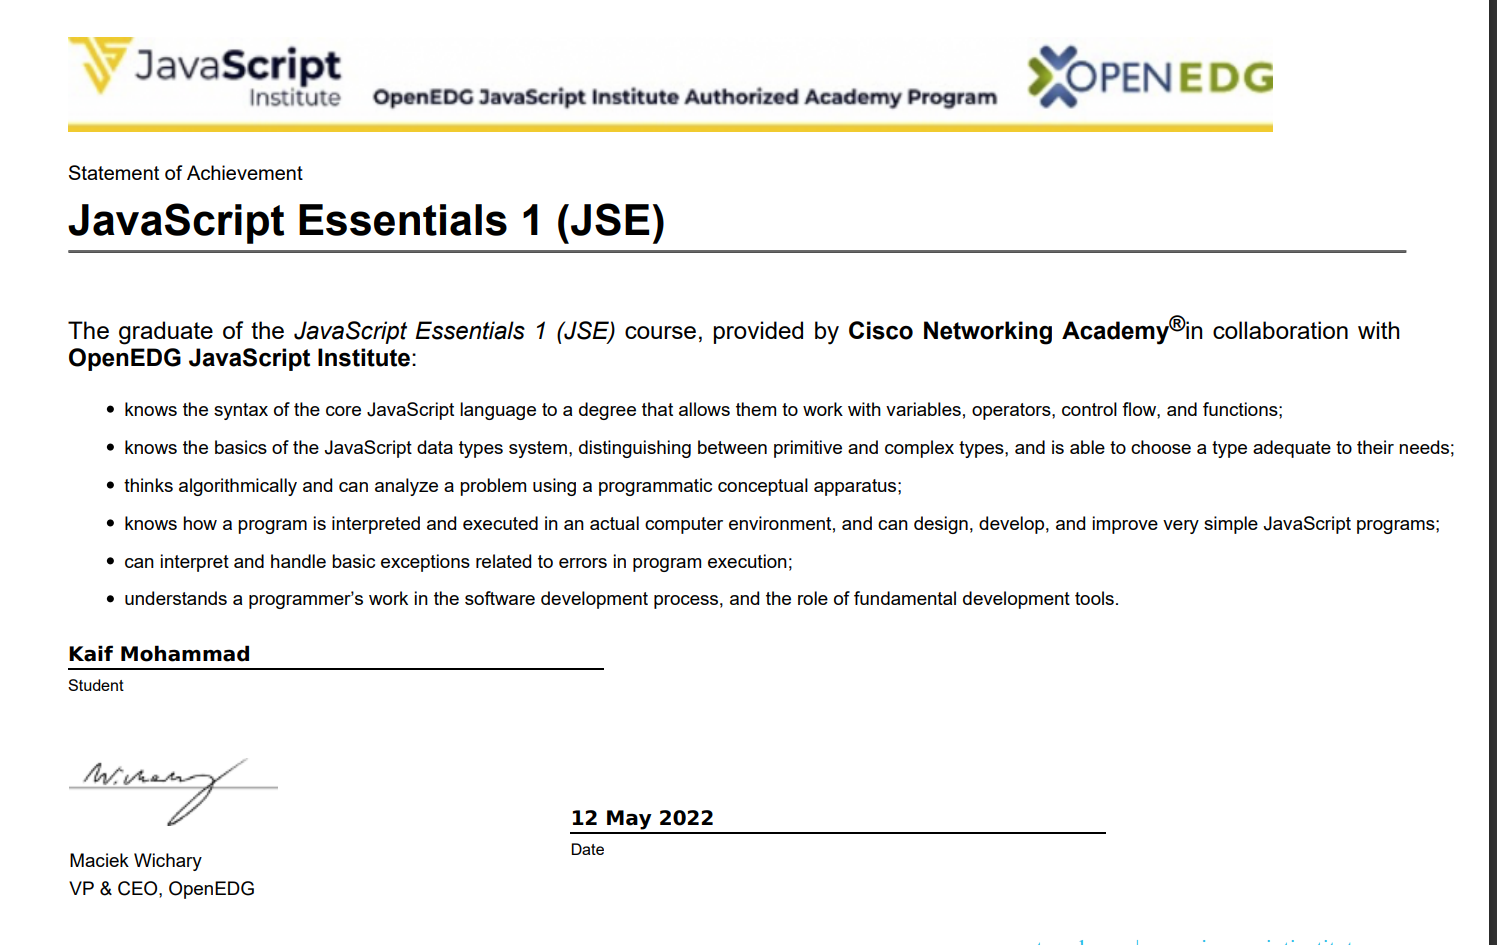 JavaScript
Institute
OpenEDG JavaScript Institute Authorized Academy Program
OPENEDG
Statement of Achievement
JavaScript Essentials 1 (JSE)
The graduate of the JavaScript Essentials 1 (JSE) course, provided by Cisco Networking Academy®in collaboration with
OpenEDG JavaScript Institute:
• knows the syntax of the core JavaScript language to a degree that allows them to work with variables, operators, control flow, and functions;
• knows the basics of the JavaScript data types system, distinguishing between primitive and complex types, and is able to choose a type adequate to their needs;
• thinks algorithmically and can analyze a problem using a programmatic conceptual apparatus;
• knows how a program is interpreted and executed in an actual computer environment, and can design, develop, and improve very simple JavaScript programs;
• can interpret and handle basic exceptions related to errors in program execution;
• understands a programmer’s work in the software development process, and the role of fundamental development tools.
Kaif Mohammad
Student
W.chary
12 May 2022
Date
Maciek Wichary
VP & CEO, OpenEDG